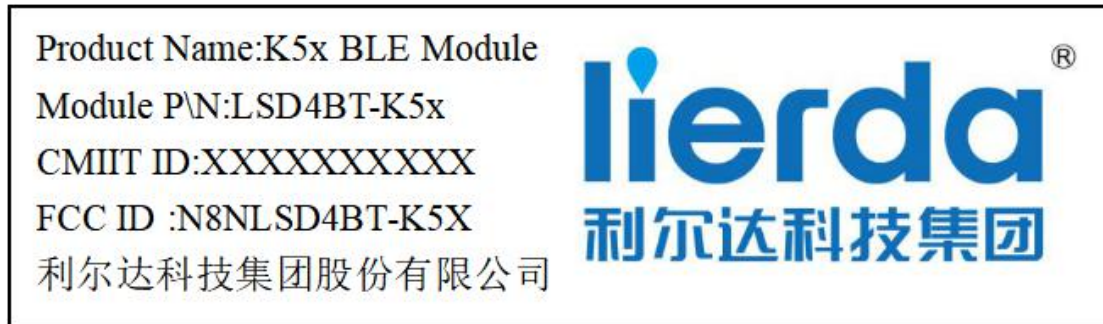 Product Name:K5x BLE Module
Module P\N:LSD4BT-K5x
CMIIT ID:XXXXXXXXXX
FCC ID :N8NLSD4BT-K5X
利尔达科技集团股份有限公司
lierda®
利尔达科技集团